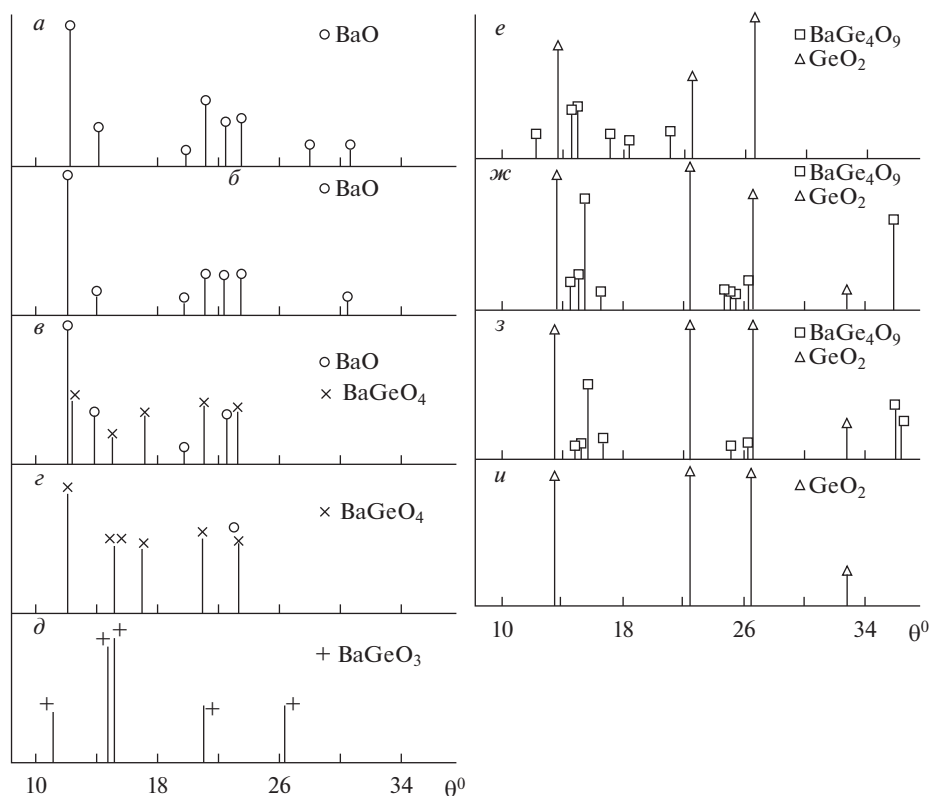 а
BaO
б
BaO
в
BaO
BaGeO₄
г
BaGeO₄
д
BaGeO₃
10 18 26 34 θ⁰
е
BaGe₄O₉
GeO₂
ж
BaGe₄O₉
GeO₂
з
BaGe₄O₉
GeO₂
и
GeO₂
10 18 26 34 θ⁰